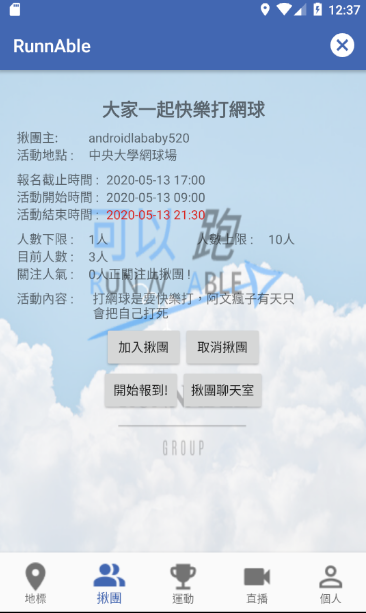 12:37
RunnAble
大家一起快樂打網球
揪團主: androidlababy520
活動地點: 中央大學網球場
報名截止時間: 2020-05-13 17:00
活動開始時間: 2020-05-13 09:00
活動結束時間: 2020-05-13 21:30
人數下限: 1人 人數上限: 10人
目前人數: 3人
關注人氣: 0人正關注此揪團!
活動內容: 打網球是要快樂打，阿文瘋子有天只
會把自己打死
可以 跑
RUNN ABLE
加入揪團 取消揪團
開始報到! 揪團聊天室
GROUP
地標 揪團 運動 直播 個人